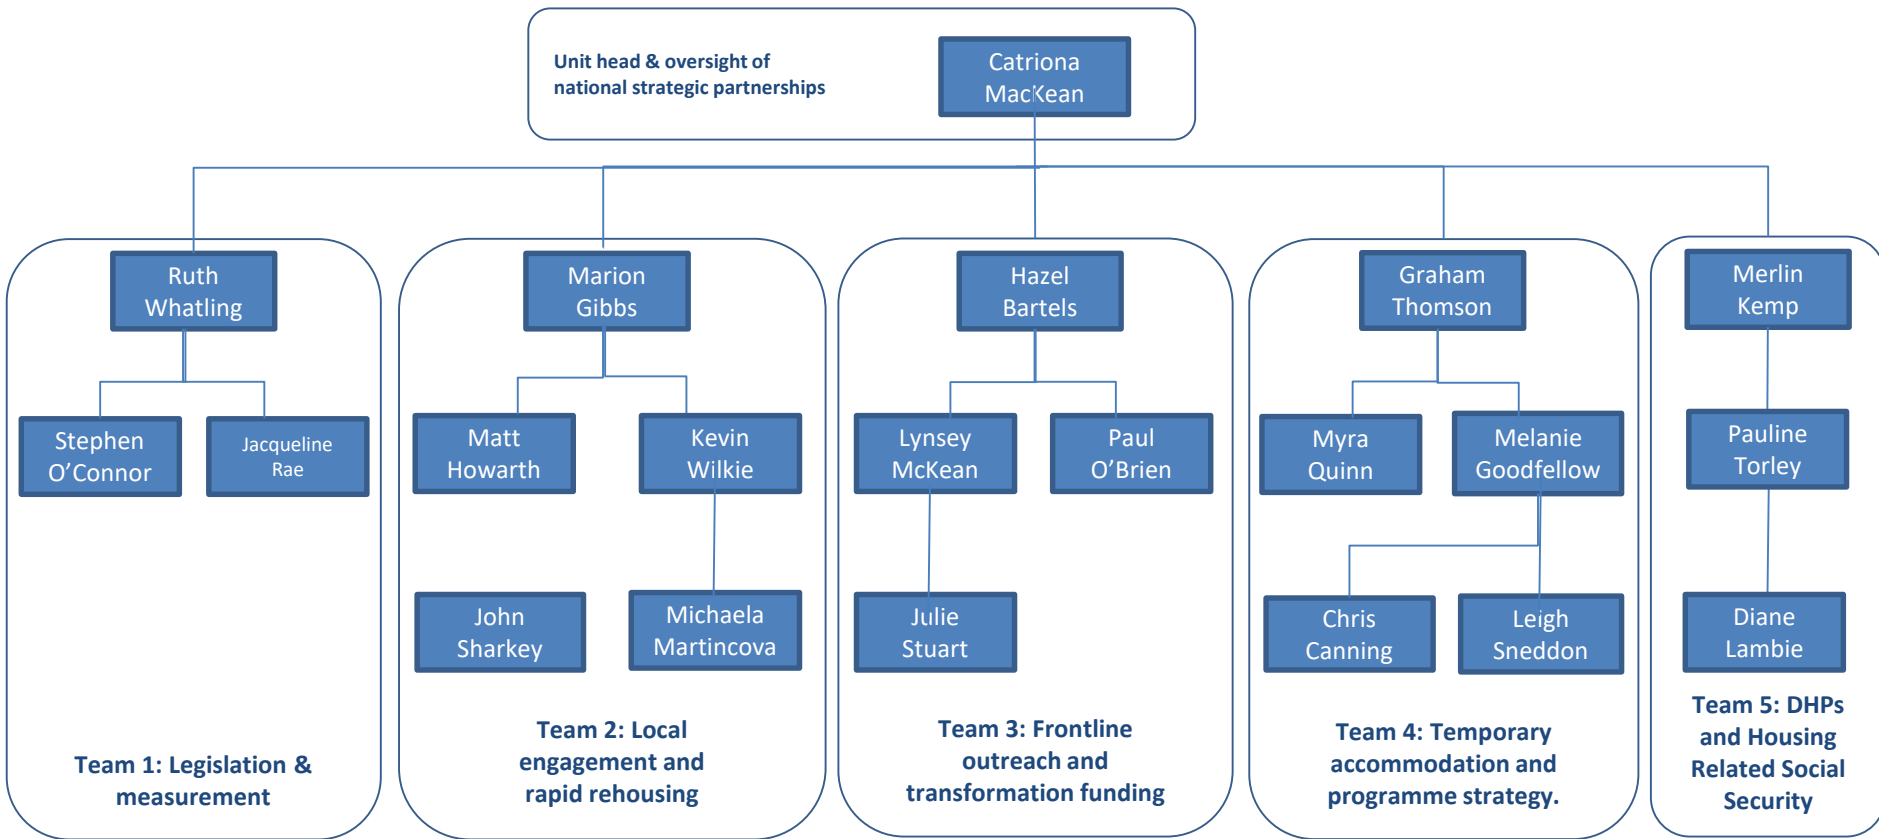 Unit head & oversight of
national strategic partnerships
Catriona
MacKean
Ruth
Whatling
Marion
Gibbs
Hazel
Bartels
Graham
Thomson
Merlin
Kemp
Stephen
O’Connor
Jacqueline
Rae
Matt
Howarth
Kevin
Wilkie
Lynsey
McKean
Paul
O’Brien
Myra
Quinn
Melanie
Goodfellow
Pauline
Torley
John
Sharkey
Michaela
Martincova
Julie
Stuart
Chris
Canning
Leigh
Sneddon
Diane
Lambie
Team 1: Legislation &
measurement
Team 2: Local
engagement and
rapid rehousing
Team 3: Frontline
outreach and
transformation funding
Team 4: Temporary
accommodation and
programme strategy.
Team 5: DHPs
and Housing
Related Social
Security